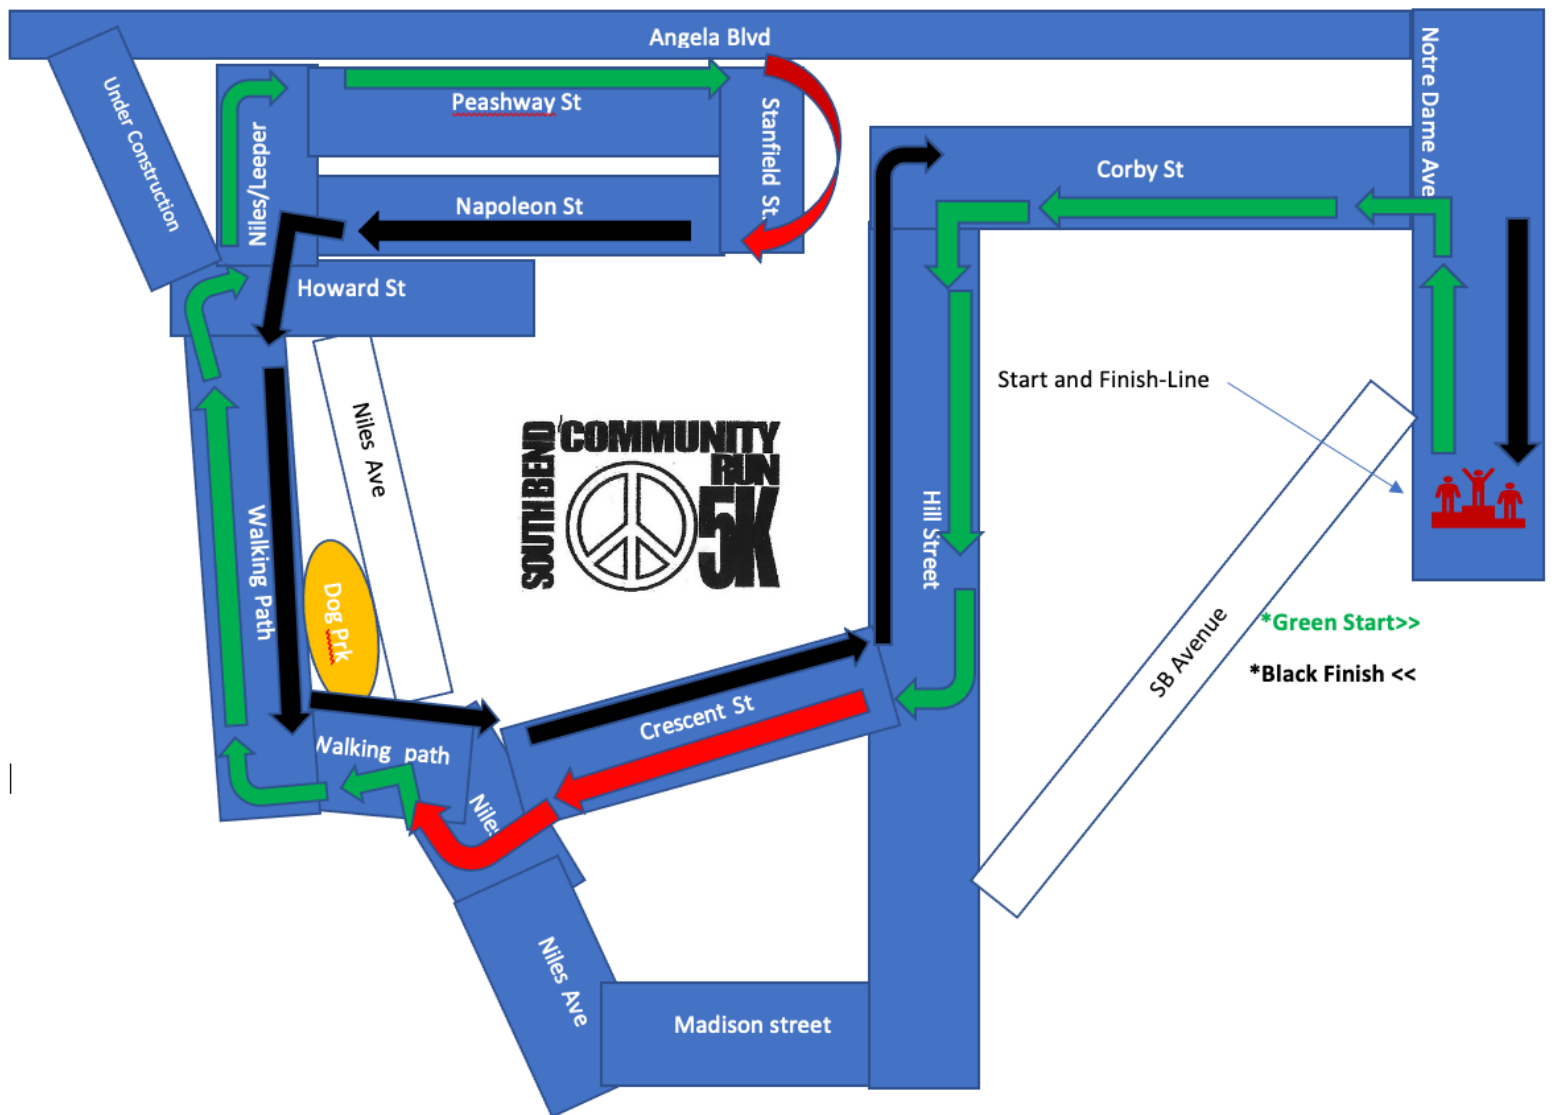 Angela Blvd
Under Construction
Niles/Leeper
Peashway St
Stanfield St.
Notre Dame Ave
Corby St
Napoleon St
Howard St
Start and Finish-Line
Niles Ave
SOUTH BEND
COMMUNITY
RUN
5K
Hill Street
Walking Path
Dog Prk
SB Avenue
*Green Start>>
*Black Finish <<
Crescent St
Walking path
Niles
Niles Ave
Madison street